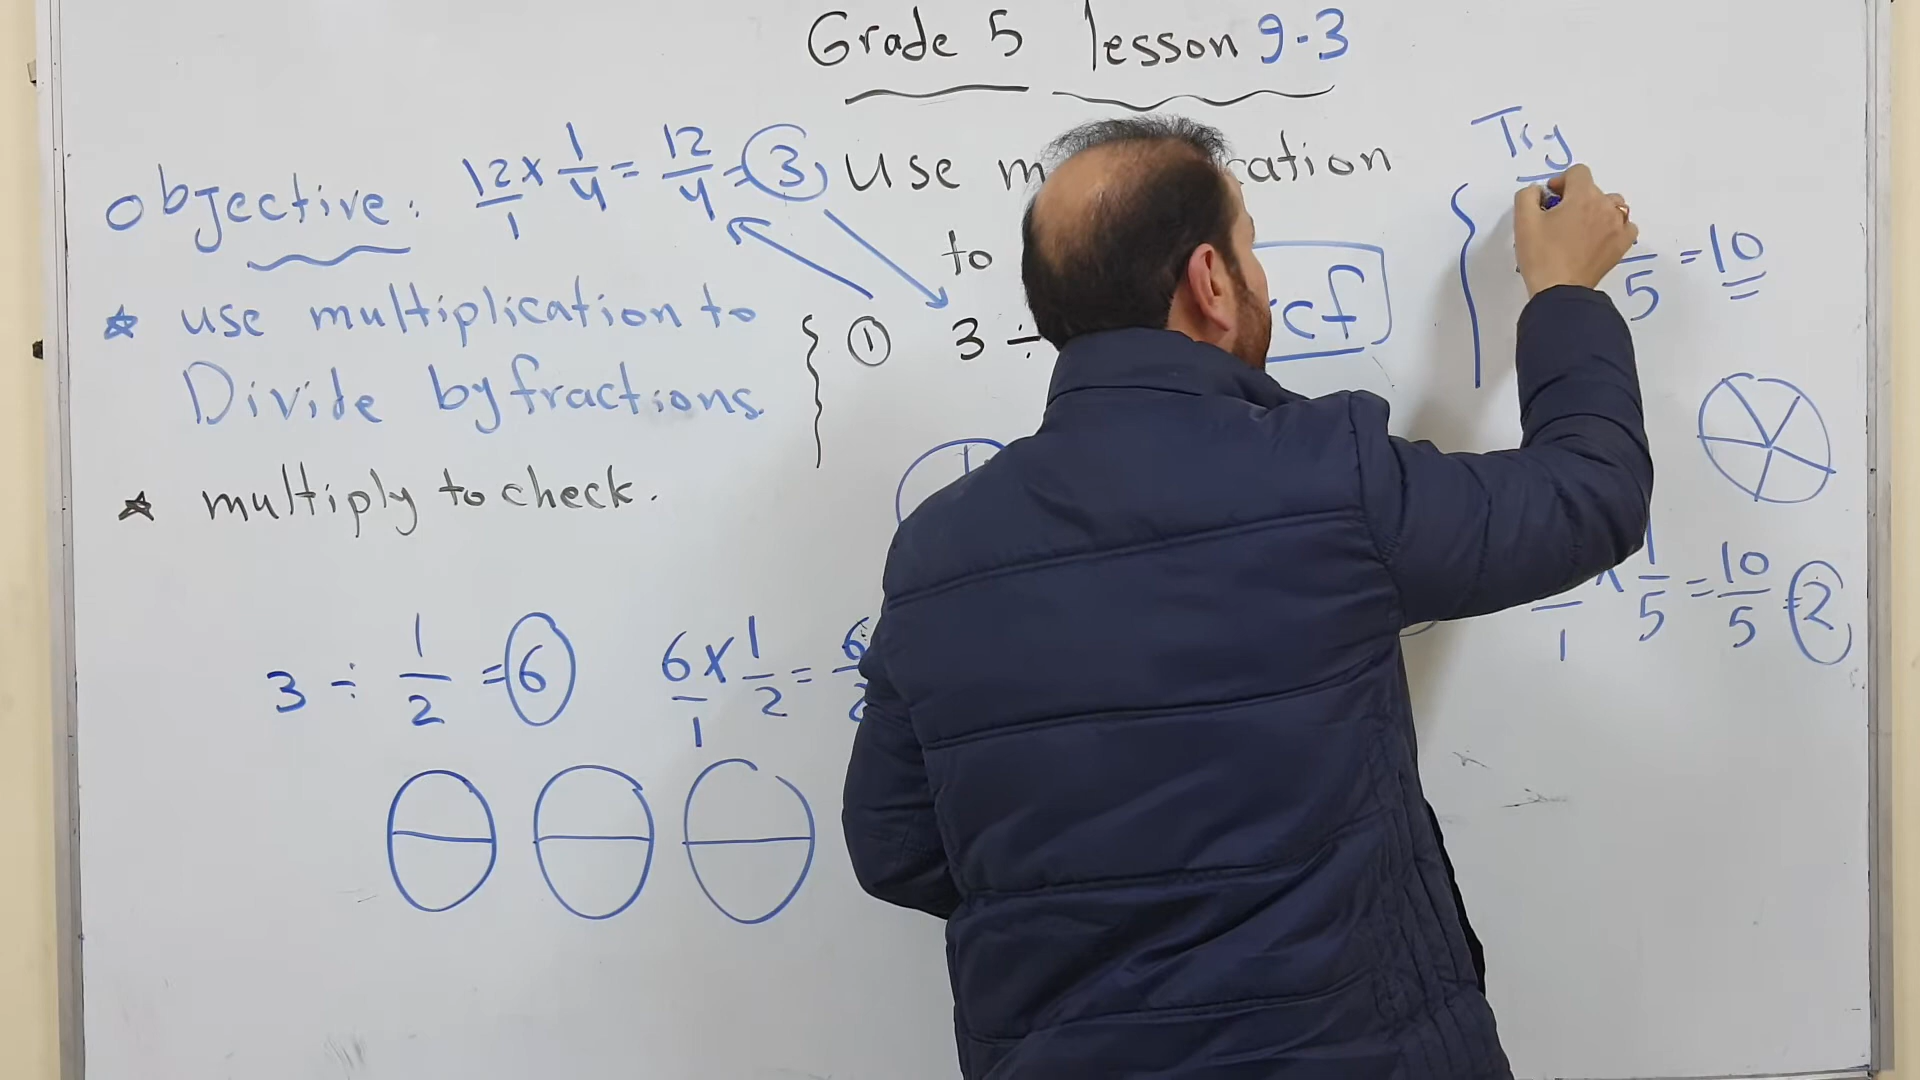 Grade 5 lesson 9-3
objective:
12/1 × 1/4 = 12/4 = 3
use
to
* use multiplication to
Divide by fractions.
* multiply to check.
① 3 ÷
cf
Try
5 = 10
1/5 = 10/5 = 2
1
3 ÷ 1/2 = 6
6/1 × 1/2 =